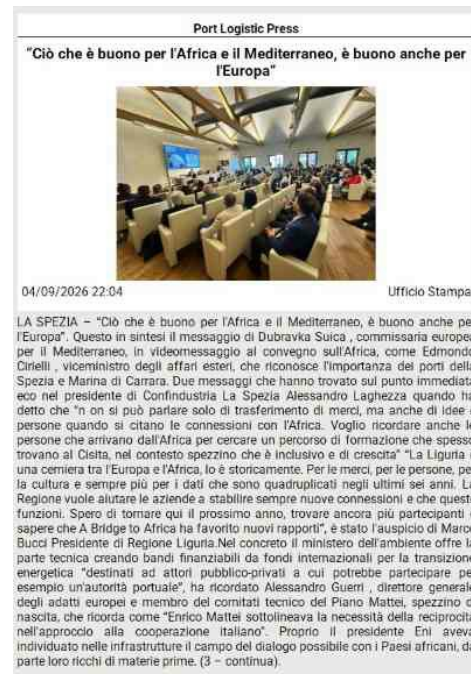 Port Logistic Press
“Ciò che è buono per l'Africa e il Mediterraneo, è buono anche per
l'Europa”
04/09/2026 22:04
Ufficio Stampa
LA SPEZIA – “Ciò che è buono per l'Africa e il Mediterraneo, è buono anche per
l'Europa”. Questo in sintesi il messaggio di Dubravka Suica , commissaria europea
per il Mediterraneo, in videomessaggio al convegno sull'Africa, come Edmondo
Cirielli , viceministro degli affari esteri, che riconosce l'importanza dei porti della
Spezia e Marina di Carrara. Due messaggi che hanno trovato sul punto immediata
eco nel presidente di Confindustria La Spezia Alessandro Laghezza quando ha
detto che “n on si può parlare solo di trasferimento di merci, ma anche di idee e
persone quando si citano le connessioni con l'Africa. Voglio ricordare anche le
persone che arrivano dall'Africa per cercare un percorso di formazione che spesso
trovano al Cisita, nel contesto spezzino che è inclusivo e di crescita” “La Liguria è
una cerniera tra l'Europa e l'Africa, lo è storicamente. Per le merci, per le persone, per
la cultura e sempre più per i dati che sono quadruplicati negli ultimi sei anni. La
Regione vuole aiutare le aziende a stabilire sempre nuove connessioni e che questa
funzioni. Spero di tornare qui il prossimo anno, trovare ancora più partecipanti e
sapere che A Bridge to Africa ha favorito nuovi rapporti”, è stato l'auspicio di Marco
Bucci Presidente di Regione Liguria.Nel concreto il ministero dell'ambiente offre la
parte tecnica creando bandi finanziabili da fondi internazionali per la transizione
energetica “destinati ad attori pubblico-privati a cui potrebbe partecipare per
esempio un'autorità portuale”, ha ricordato Alessandro Guerri , direttore generale
degli adatti europei e membro del comitati tecnico del Piano Mattei, spezzino di
nascita, che ricorda come “Enrico Mattei sottolineava la necessità della reciprocità
nell'approccio alla cooperazione italiano”. Proprio il presidente Eni aveva
individuato nelle infrastrutture il campo del dialogo possibile con i Paesi africani, da
parte loro ricchi di materie prime. (3 – continua).